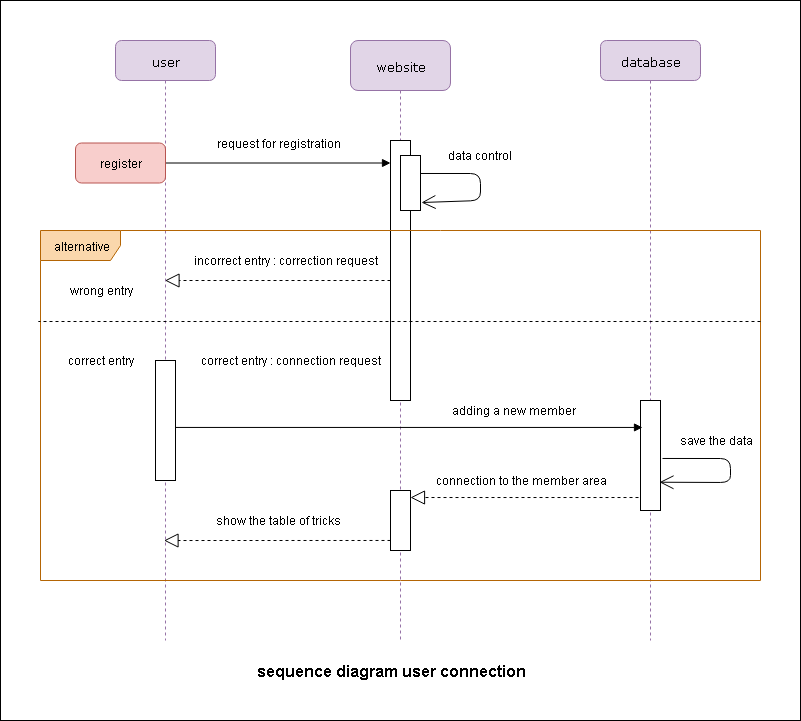 user
website
database
request for registration
data control
register
alternative
incorrect entry : correction request
wrong entry
correct entry
correct entry : connection request
adding a new member
save the data
connection to the member area
show the table of tricks
sequence diagram user connection